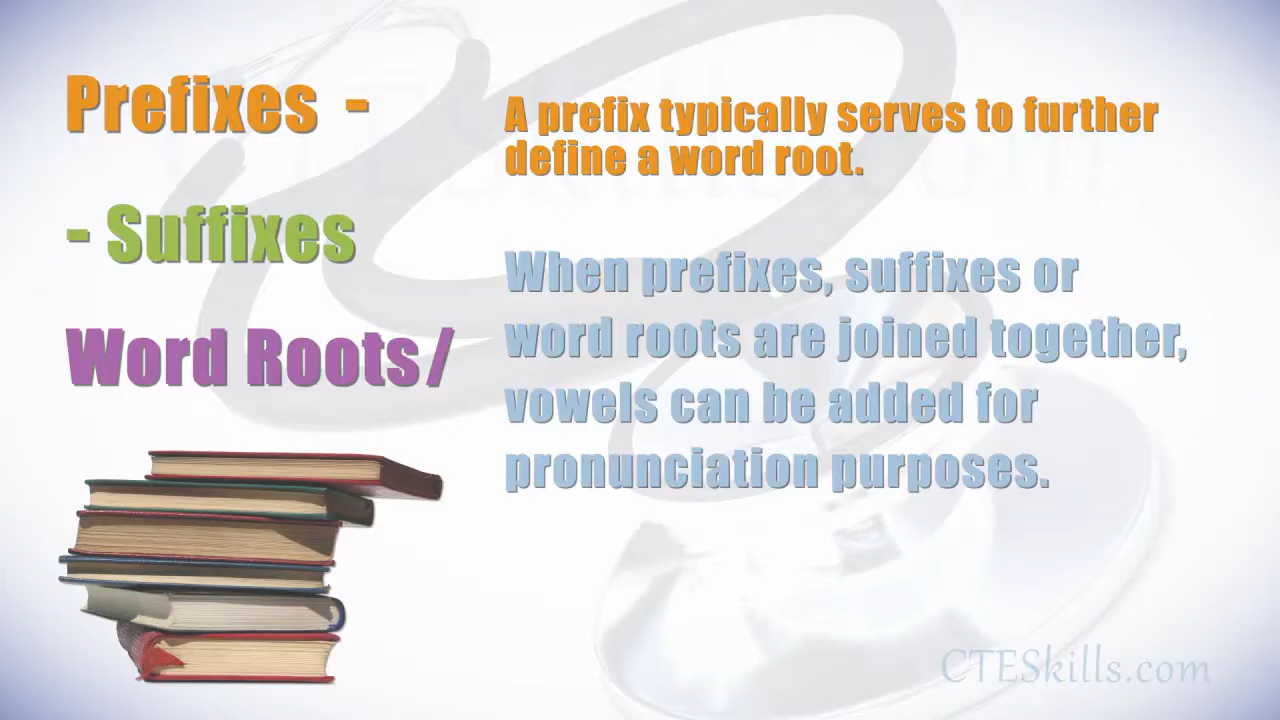 Prefixes -
- Suffixes
Word Roots/
A prefix typically serves to further
define a word root.
When prefixes, suffixes or
word roots are joined together,
vowels can be added for
pronunciation purposes.
CTESkills.com